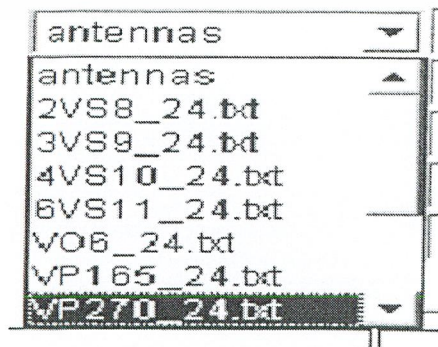 antennas
antennas
2VS8_24.txt
3VS9_24.txt
4VS10_24.txt
6VS11_24.txt
VO6_24.txt
VP165_24.txt
VP270_24.txt